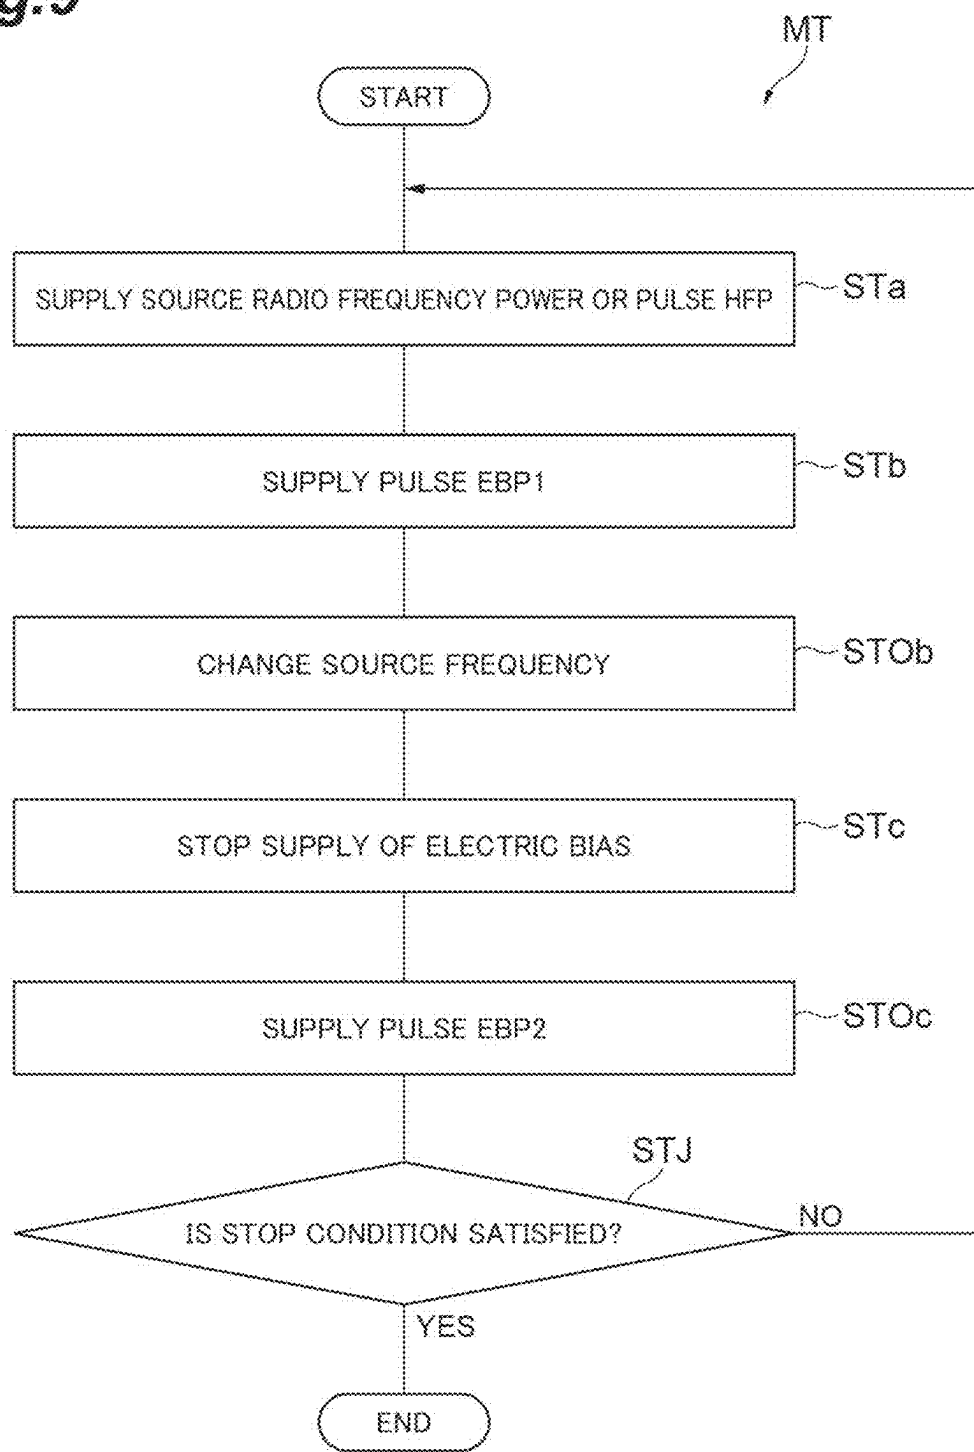 MT
START
SUPPLY SOURCE RADIO FREQUENCY POWER OR PULSE HFP
STa
SUPPLY PULSE EBP1
STb
CHANGE SOURCE FREQUENCY
STOb
STOP SUPPLY OF ELECTRIC BIAS
STc
SUPPLY PULSE EBP2
STOc
STJ
IS STOP CONDITION SATISFIED?
NO
YES
END